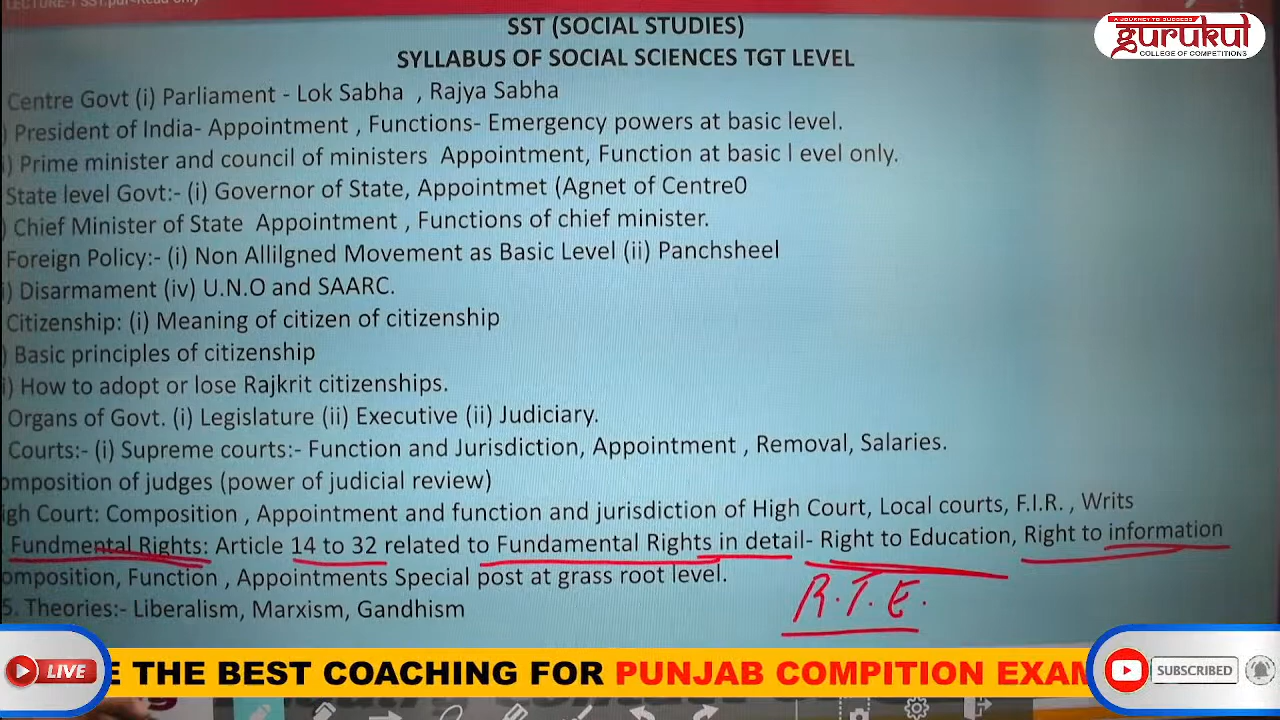 LECTURE-1 SST.pdf-Read only
SST (SOCIAL STUDIES)
SYLLABUS OF SOCIAL SCIENCES TGT LEVEL
A JOURNEY TO SUCCESS
gurukul
COLLEGE OF COMPETITIONS
Centre Govt (i) Parliament - Lok Sabha , Rajya Sabha
) President of India- Appointment , Functions- Emergency powers at basic level.
i) Prime minister and council of ministers Appointment, Function at basic l evel only.
State level Govt:- (i) Governor of State, Appointmet (Agnet of Centre0
) Chief Minister of State Appointment , Functions of chief minister.
Foreign Policy:- (i) Non Allilgned Movement as Basic Level (ii) Panchsheel
i) Disarmament (iv) U.N.O and SAARC.
Citizenship: (i) Meaning of citizen of citizenship
) Basic principles of citizenship
i) How to adopt or lose Rajkrit citizenships.
Organs of Govt. (i) Legislature (ii) Executive (ii) Judiciary.
Courts:- (i) Supreme courts:- Function and Jurisdiction, Appointment , Removal, Salaries.
omposition of judges (power of judicial review)
igh Court: Composition , Appointment and function and jurisdiction of High Court, Local courts, F.I.R. , Writs
Fundmental Rights: Article 14 to 32 related to Fundamental Rights in detail- Right to Education, Right to information
omposition, Function , Appointments Special post at grass root level.
R.T.E.
5. Theories:- Liberalism, Marxism, Gandhism
LIVE
E THE BEST COACHING FOR PUNJAB COMPITION EXAM
SUBSCRIBED